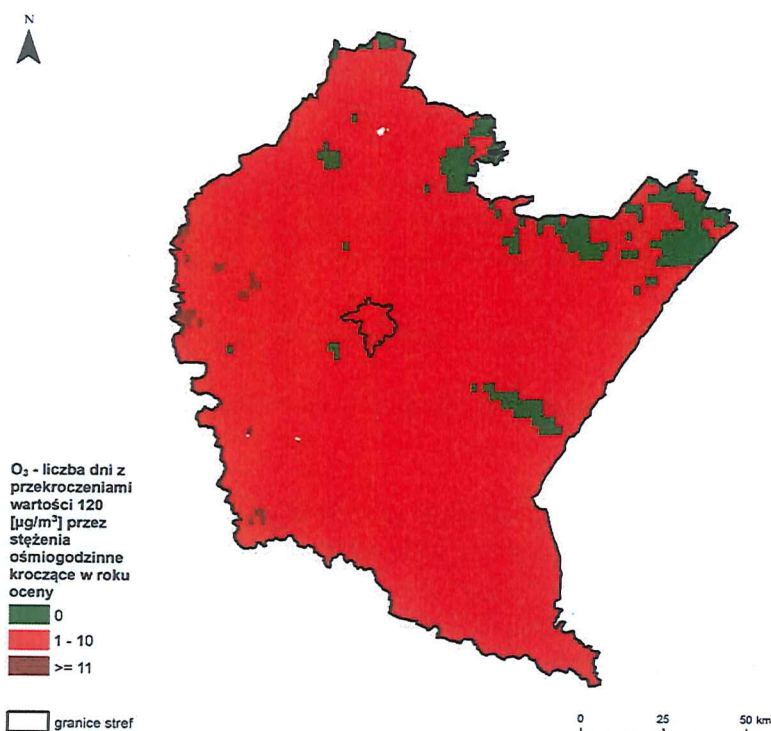 N
O₃ - liczba dni z
przekroczeniami
wartości 120
[µg/m³] przez
stężenia
ośmiogodzinne
kroczące w roku
oceny
0
1 - 10
>= 11
granice stref
0 25 50 km